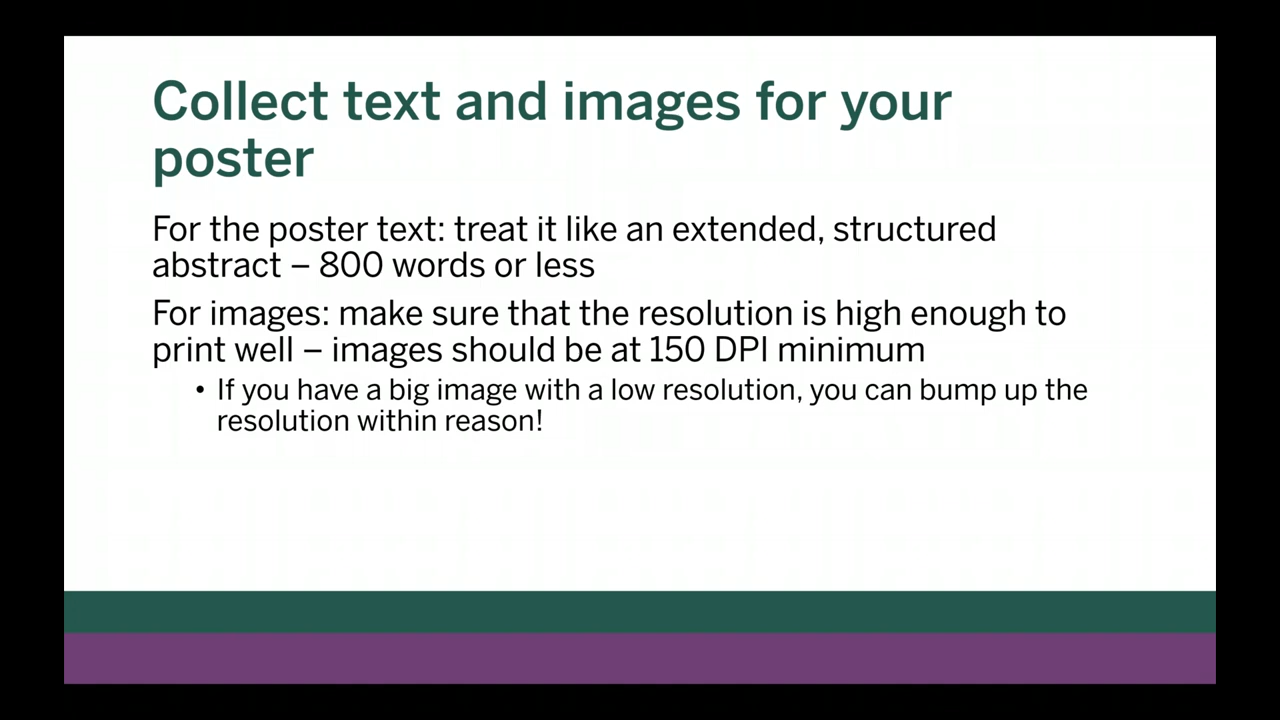 Collect text and images for your
poster
For the poster text: treat it like an extended, structured
abstract – 800 words or less
For images: make sure that the resolution is high enough to
print well – images should be at 150 DPI minimum
• If you have a big image with a low resolution, you can bump up the
resolution within reason!